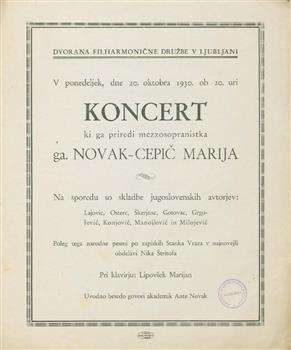 DVORANA FILHARMONIČNE DRUŽBE V LJUBLJANI
V ponedeljek, dne 20. oktobra 1930. ob 20. uri
KONCERT
ki ga priredi mezzosopranistka
ga. NOVAK-CEPIČ MARIJA
Na sporedu so skladbe jugoslovenskih avtorjev:
Lajovic, Osterc, Škerjanc, Gotovac, Grgo-
ševič, Konjović, Manojlović in Milojević
Poleg tega narodne pesmi po zapiskih Stanka Vraza v najnovejši
obdelavi Nika Štritofa
Pri klavirju: Lipovšek Marijan
Uvodno besedo govori akademik Ante Novak